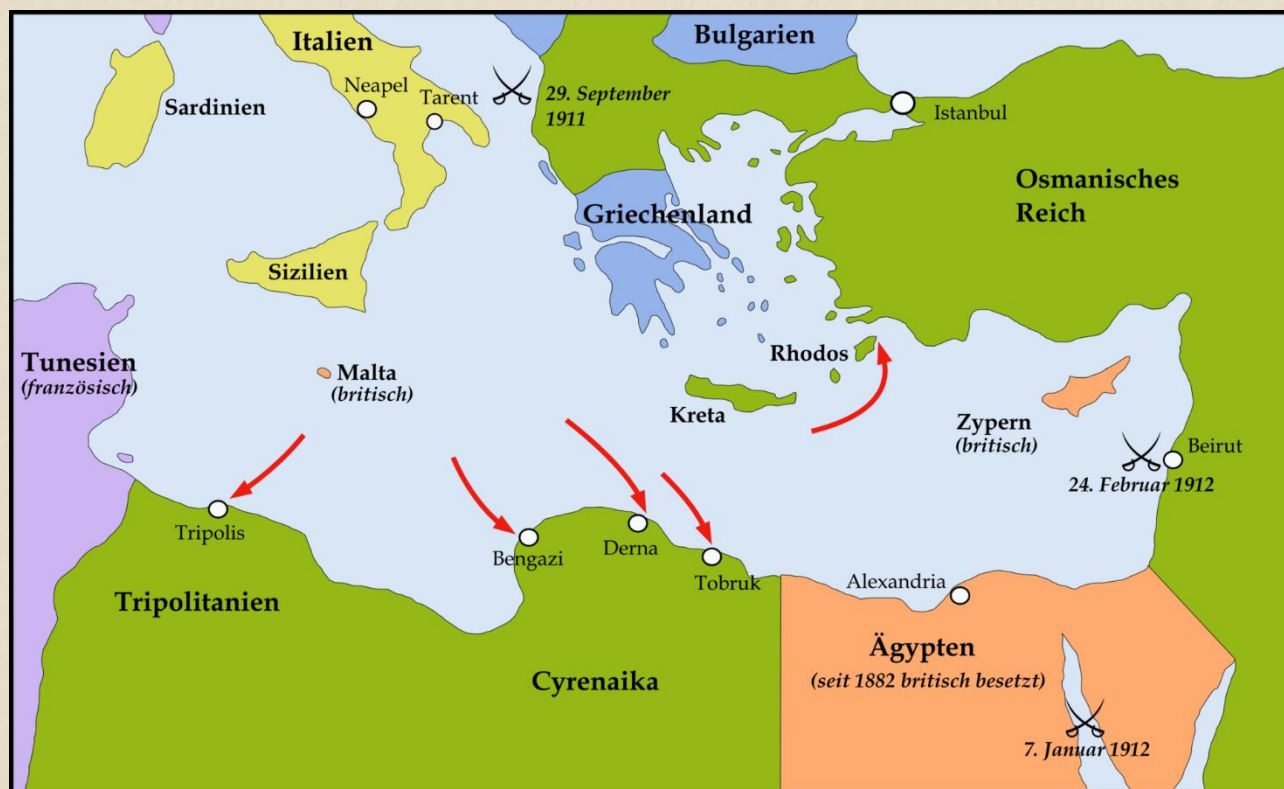 Italien
Bulgarien
Neapel
Tarent
29. September
1911
Sardinien
Istanbul
Osmanisches
Reich
Griechenland
Sizilien
Tunesien
(französisch)
Malta
(britisch)
Rhodos
Kreta
Zypern
(britisch)
Beirut
24. Februar 1912
Tripolis
Bengazi
Derna
Tobruk
Alexandria
Tripolitanien
Cyrenaika
Ägypten
(seit 1882 britisch besetzt)
7. Januar 1912